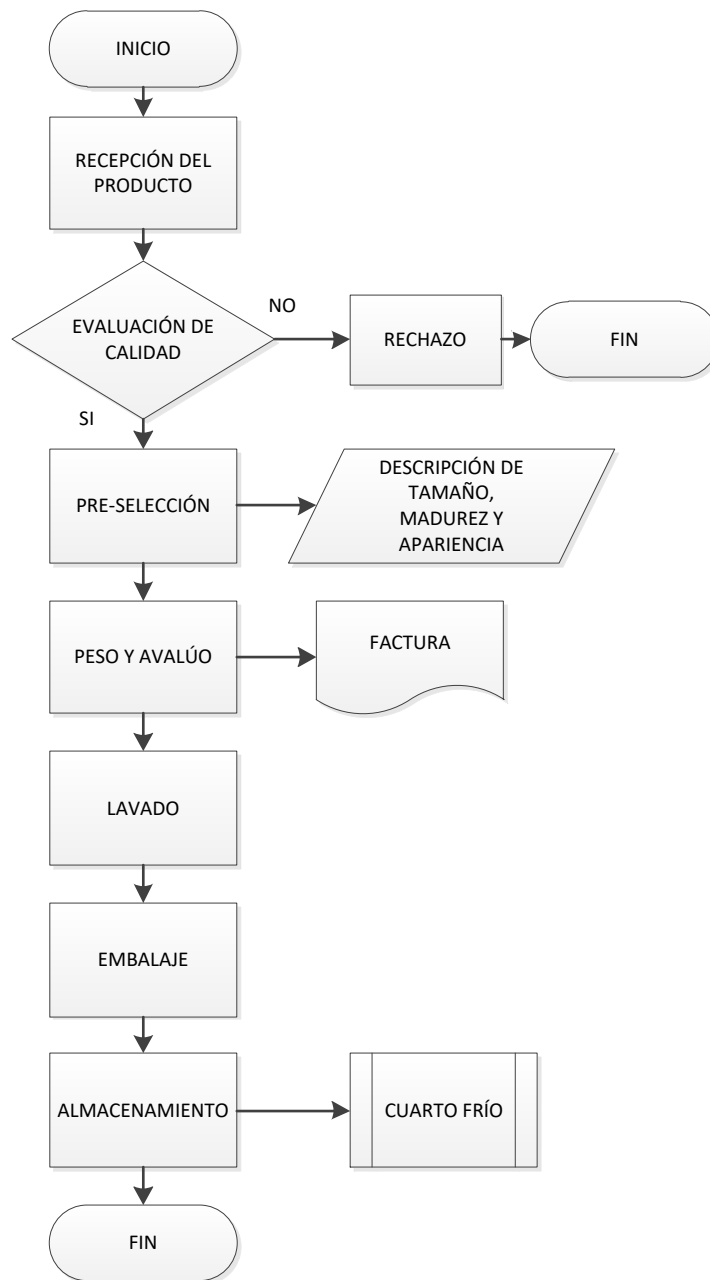 INICIO
RECEPCIÓN DEL
PRODUCTO
EVALUACIÓN DE
CALIDAD
NO
RECHAZO
FIN
SI
PRE-SELECCIÓN
DESCRIPCIÓN DE
TAMAÑO,
MADUREZ Y
APARIENCIA
PESO Y AVALÚO
FACTURA
LAVADO
EMBALAJE
ALMACENAMIENTO
CUARTO FRÍO
FIN